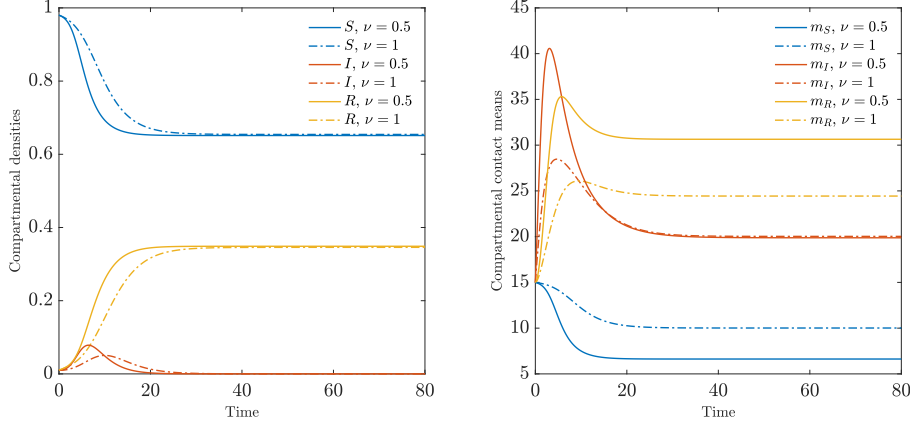 Compartmental densities
1
0.8
0.6
0.4
0.2
0
0 20 40 60 80
Time
S, ν = 0.5
S, ν = 1
I, ν = 0.5
I, ν = 1
R, ν = 0.5
R, ν = 1
Compartmental contact means
45
40
35
30
25
20
15
10
5
0 20 40 60 80
Time
m_S, ν = 0.5
m_S, ν = 1
m_I, ν = 0.5
m_I, ν = 1
m_R, ν = 0.5
m_R, ν = 1